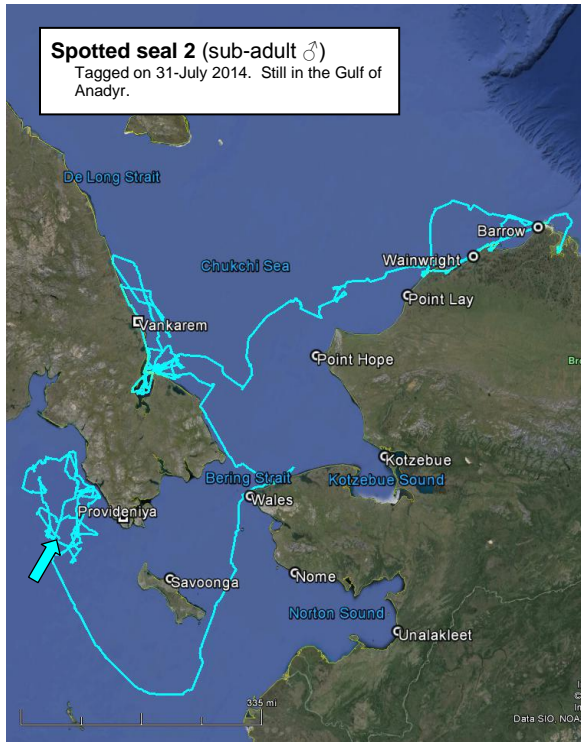 Spotted seal 2 (sub-adult ♂)
Tagged on 31-July 2014. Still in the Gulf of
Anadyr.
De Long Strait
Barrow
Wainwright
Chukchi Sea
Point Lay
Vankarem
Point Hope
Kotzebue
Bering Strait
Kotzebue Sound
Wales
Provideniya
Savoonga
Nome
Norton Sound
Unalakleet
335 mi
Data SIO, NOA